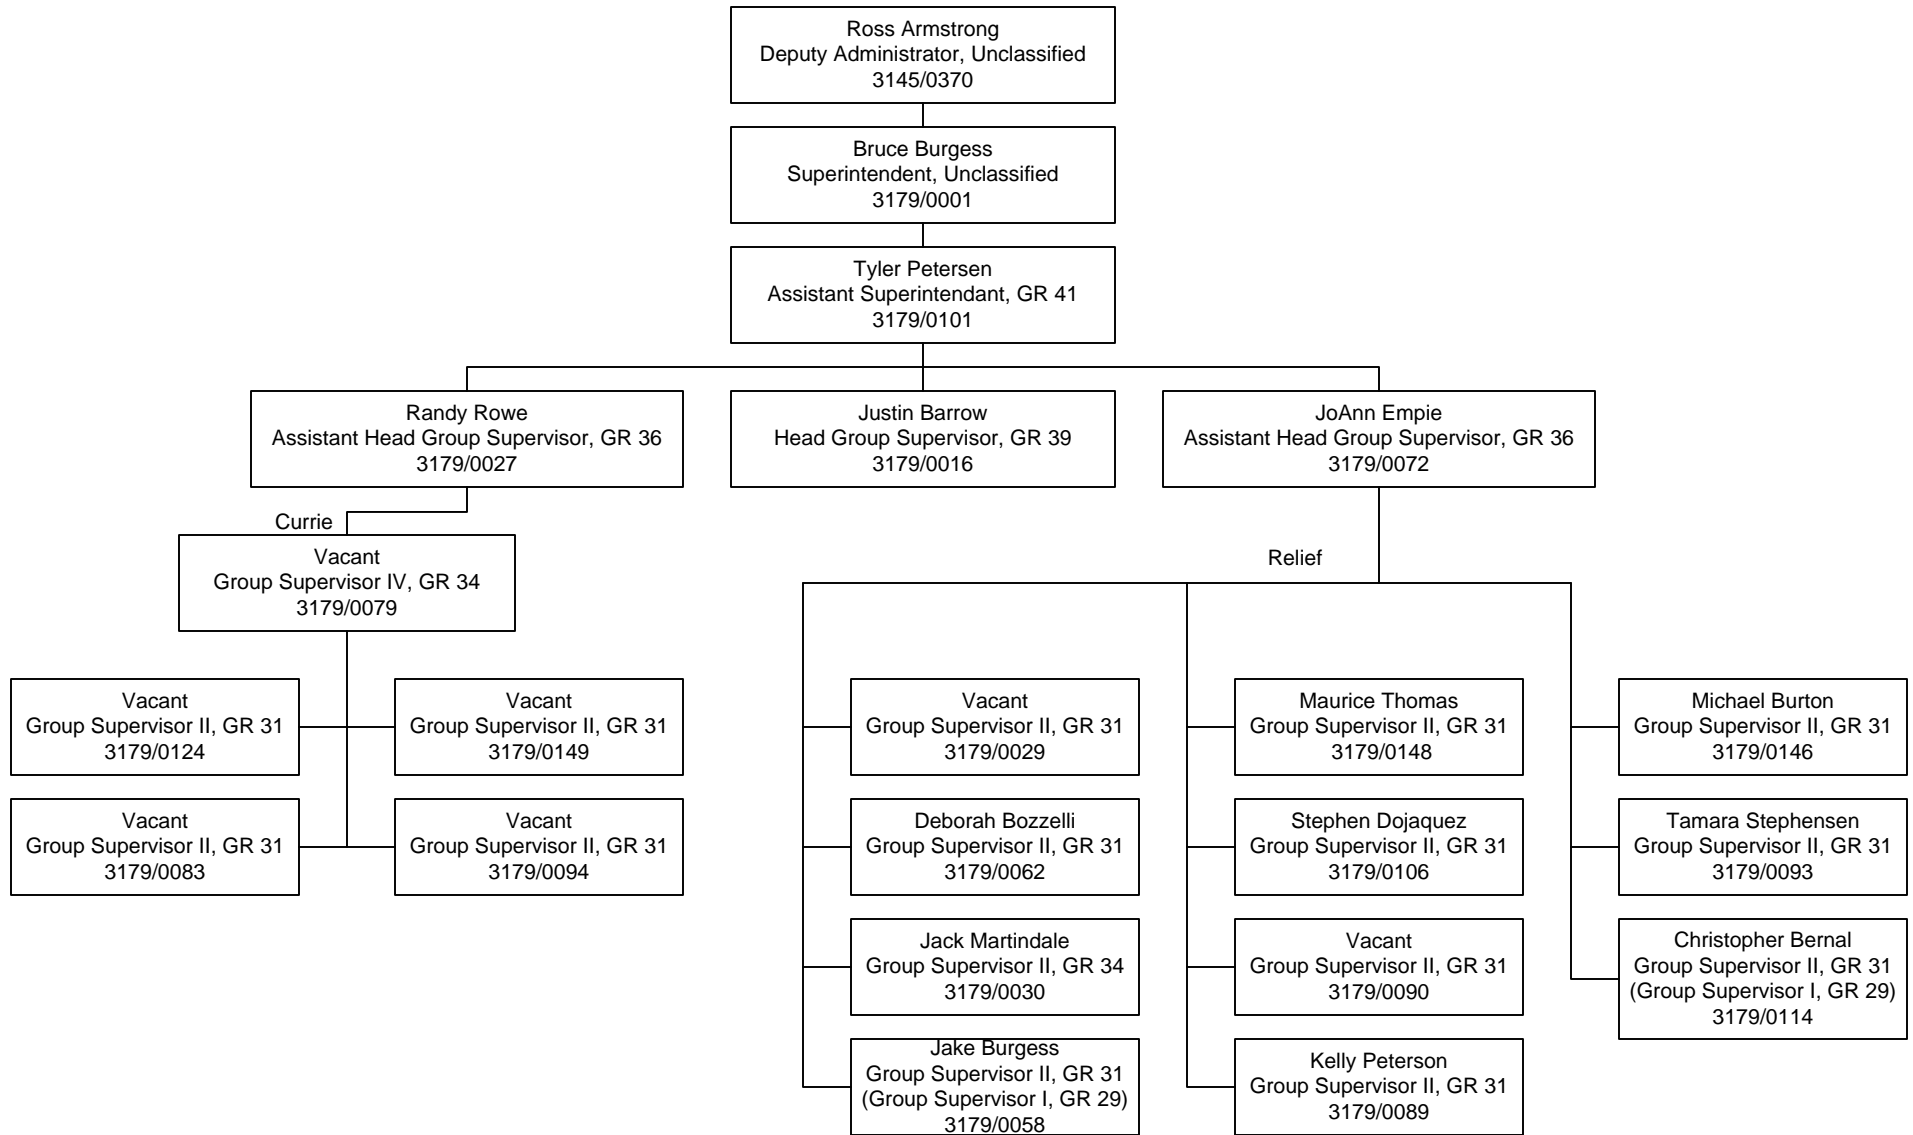 Ross Armstrong
Deputy Administrator, Unclassified
3145/0370
Bruce Burgess
Superintendent, Unclassified
3179/0001
Tyler Petersen
Assistant Superintendant, GR 41
3179/0101
Randy Rowe
Assistant Head Group Supervisor, GR 36
3179/0027
Justin Barrow
Head Group Supervisor, GR 39
3179/0016
JoAnn Empie
Assistant Head Group Supervisor, GR 36
3179/0072
Currie
Vacant
Group Supervisor IV, GR 34
3179/0079
Relief
Vacant
Group Supervisor II, GR 31
3179/0124
Vacant
Group Supervisor II, GR 31
3179/0149
Vacant
Group Supervisor II, GR 31
3179/0083
Vacant
Group Supervisor II, GR 31
3179/0094
Vacant
Group Supervisor II, GR 31
3179/0029
Deborah Bozzelli
Group Supervisor II, GR 31
3179/0062
Jack Martindale
Group Supervisor II, GR 34
3179/0030
Jake Burgess
Group Supervisor II, GR 31
(Group Supervisor I, GR 29)
3179/0058
Maurice Thomas
Group Supervisor II, GR 31
3179/0148
Stephen Dojaquez
Group Supervisor II, GR 31
3179/0106
Vacant
Group Supervisor II, GR 31
3179/0090
Kelly Peterson
Group Supervisor II, GR 31
3179/0089
Michael Burton
Group Supervisor II, GR 31
3179/0146
Tamara Stephensen
Group Supervisor II, GR 31
3179/0093
Christopher Bernal
Group Supervisor II, GR 31
(Group Supervisor I, GR 29)
3179/0114